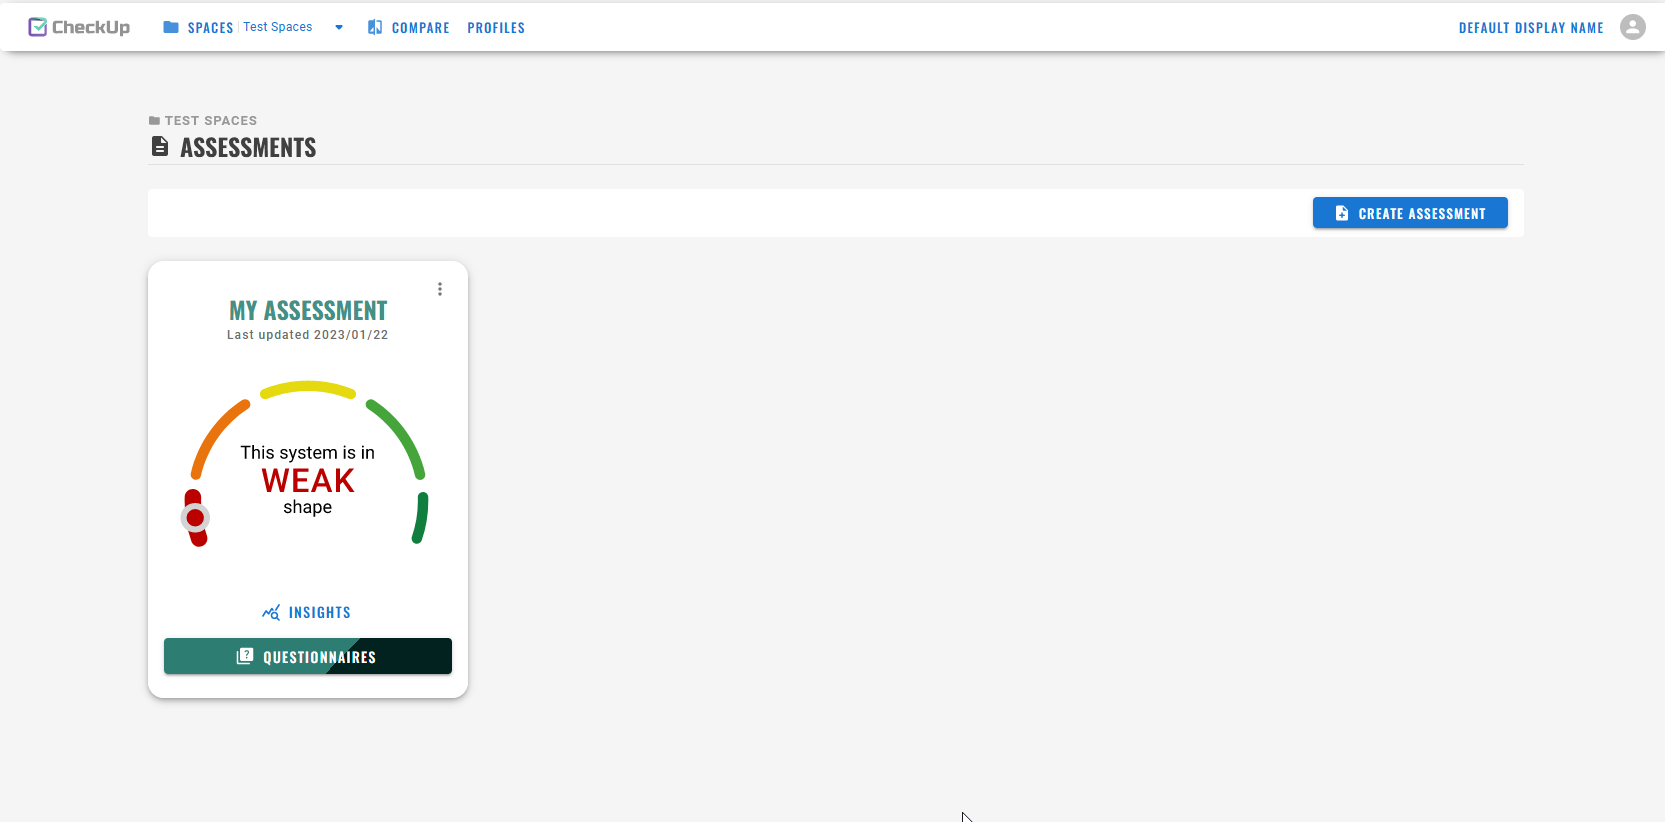 CheckUp
SPACES | Test Spaces
COMPARE
PROFILES
DEFAULT DISPLAY NAME
TEST SPACES
ASSESSMENTS
CREATE ASSESSMENT
MY ASSESSMENT
Last updated 2023/01/22
This system is in
WEAK
shape
INSIGHTS
QUESTIONNAIRES